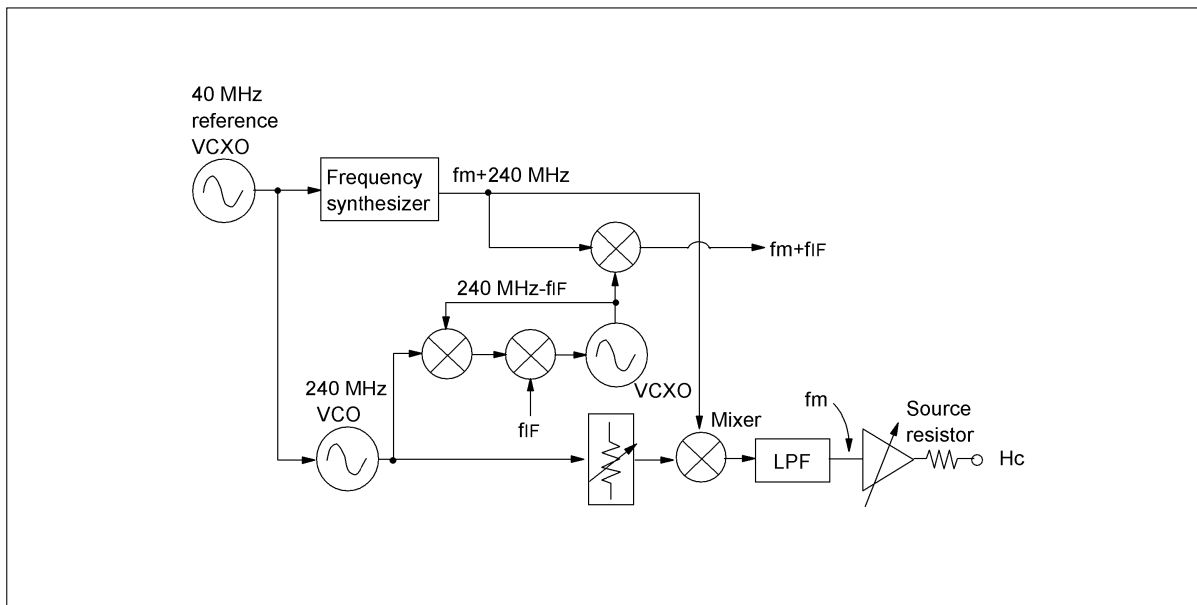 40 MHz
reference
VCXO
Frequency
synthesizer
fm+240 MHz
fm+fIF
240 MHz-fIF
VCXO
240 MHz
VCO
fIF
Mixer
LPF
fm
Source
resistor
Hc